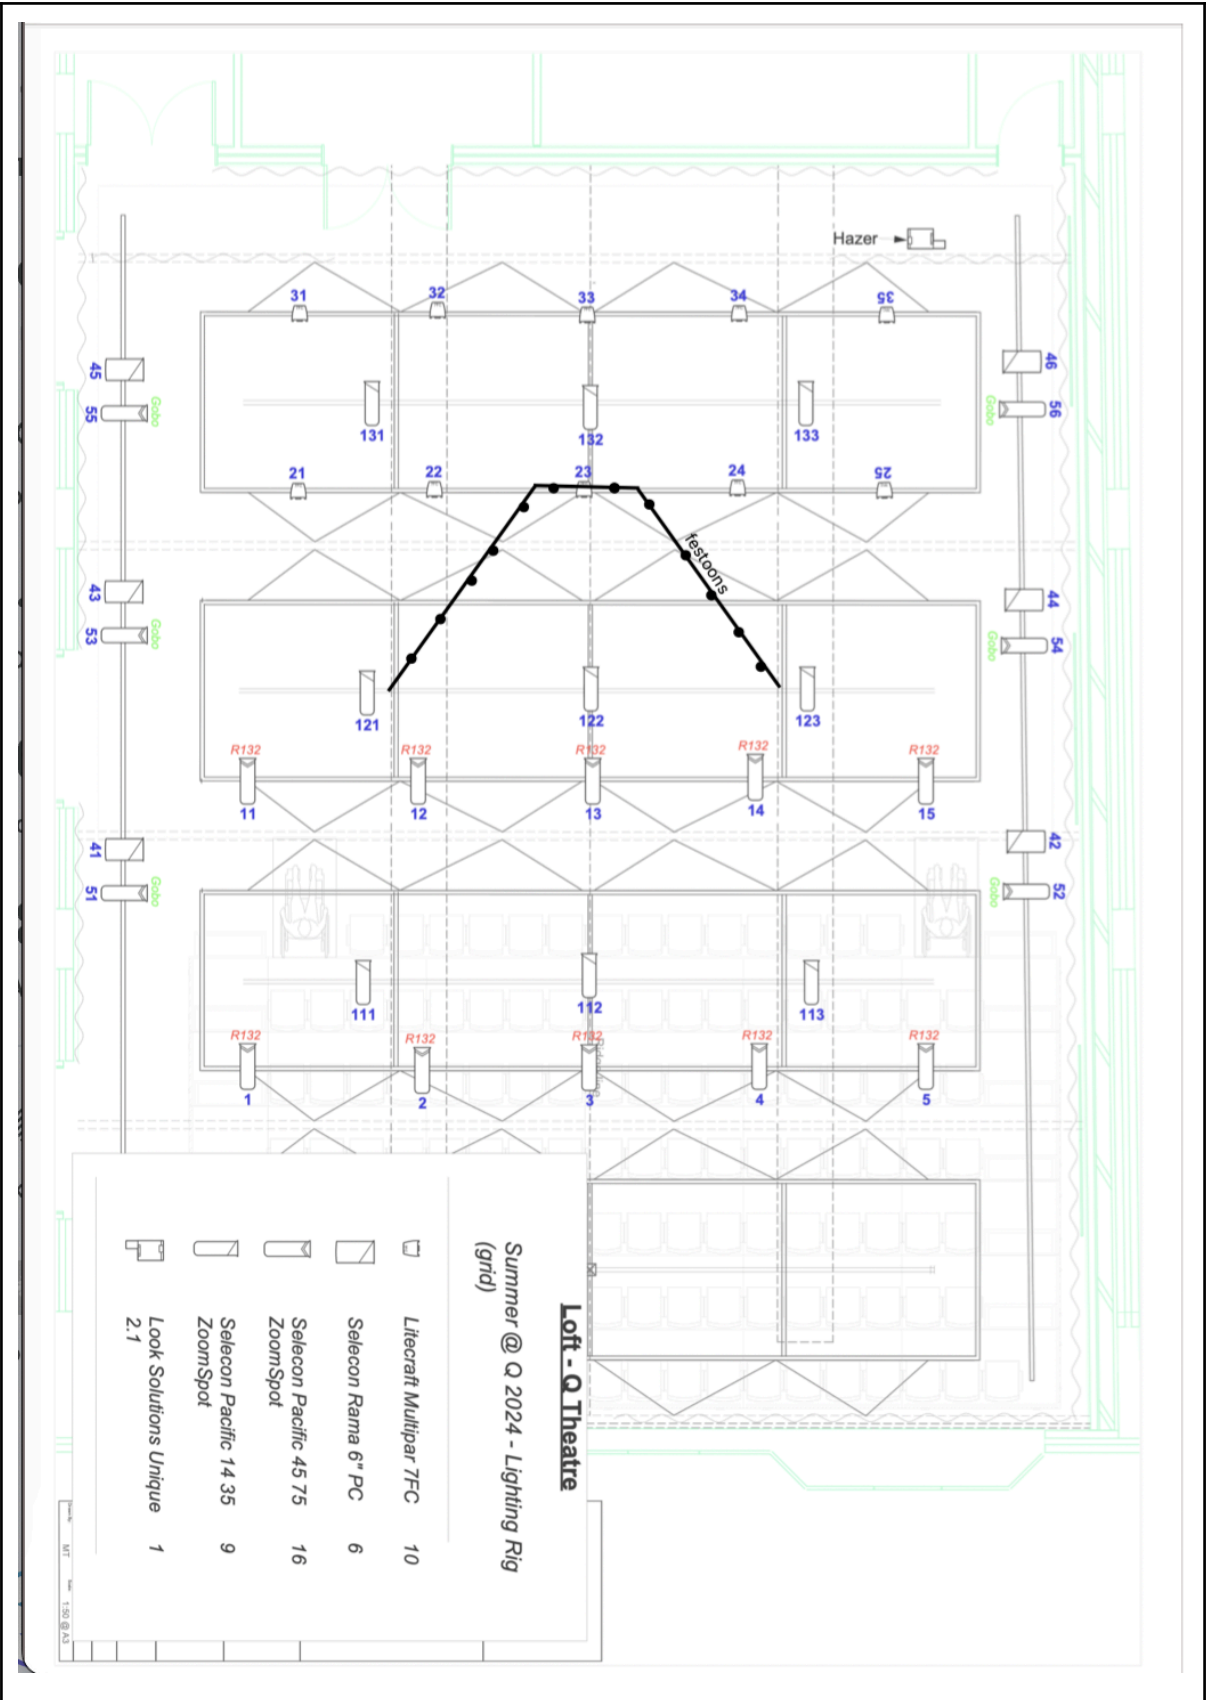 Hazer
31
32
33
34
35
45
46
55
Gobo
Gobo
56
131
132
133
21
22
23
24
25
festoons
43
44
53
Gobo
Gobo
54
121
122
123
R132
R132
R132
R132
R132
11
12
13
14
15
41
42
51
Gobo
Gobo
52
111
112
113
R132
R132
R132
R132
R132
1
2
3
4
5
Loft - Q Theatre
Summer @ Q 2024 - Lighting Rig
(grid)
Litecraft Multipar 7FC 10
Selecon Rama 6" PC 6
Selecon Pacific 45 75 16
ZoomSpot
Selecon Pacific 14 35 9
ZoomSpot
Look Solutions Unique 1
2.1
MT
1:50 @ A3